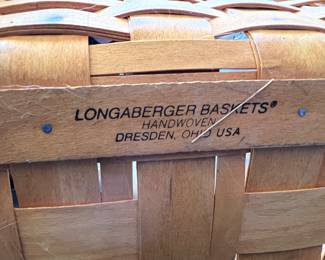 LONGABERGER BASKETS®
HANDWOVEN
DRESDEN, OHIO USA